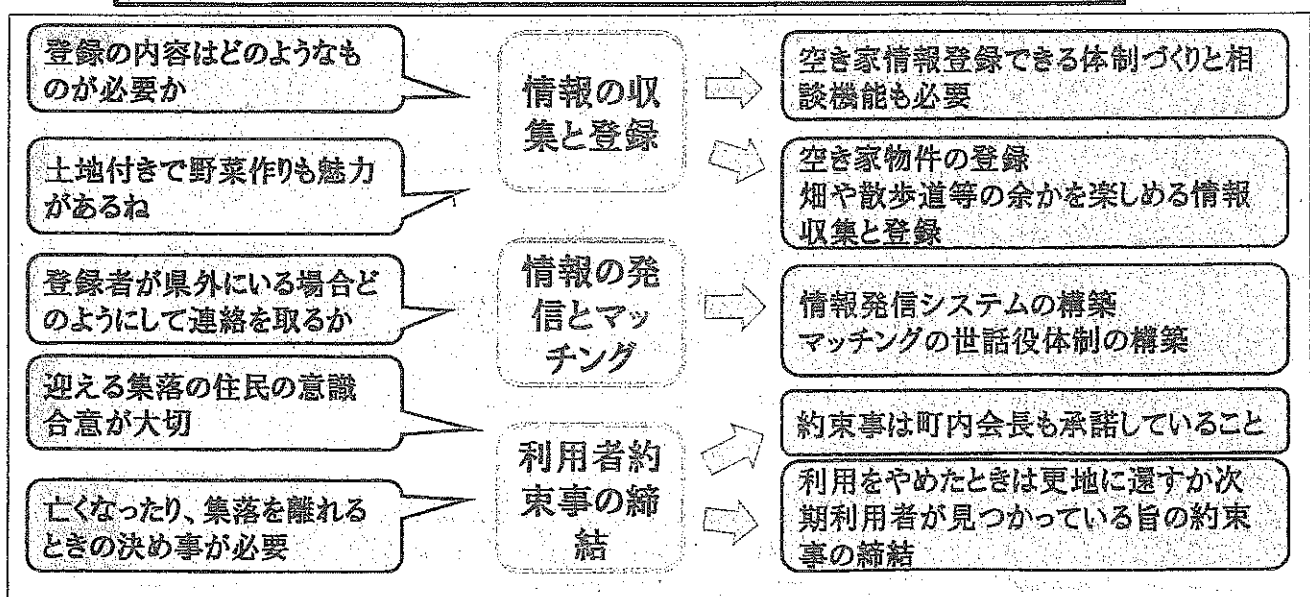 登録の内容はどのようなも
のが必要か
土地付きで野菜作りも魅力
があるね
登録者が県外にいる場合ど
のようにして連絡を取るか
迎える集落の住民の意識
合意が大切
亡くなったり、集落を離れる
ときの決め事が必要
情報の収
集と登録
情報の発
信とマッ
チング
利用者約
束事の締
結
空き家情報登録できる体制づくりと相
談機能も必要
空き家物件の登録
畑や散歩道等の余かを楽しめる情報
収集と登録
情報発信システムの構築
マッチングの世話役体制の構築
約束事は町内会長も承諾していること
利用をやめたときは更地に還すか次
期利用者が見つかっている旨の約束
事の締結